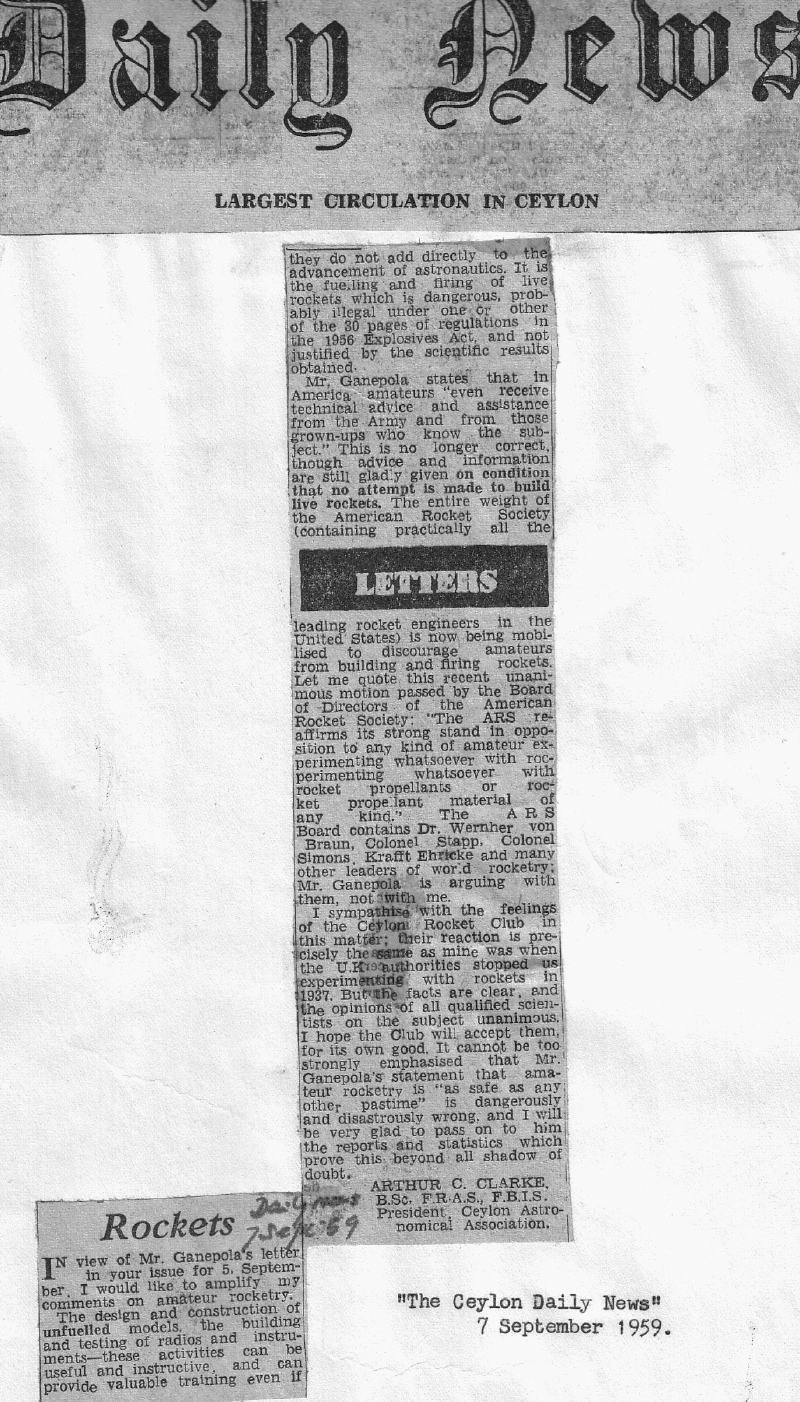 Daily News
LARGEST CIRCULATION IN CEYLON
Rockets
Daily news
7 Sept 59
IN view of Mr. Ganepola's letter
in your issue for 5. Septem-
ber, I would like to amplify my
comments on amateur rocketry.
The design and construction of
unfuelled models, the building
and testing of radios and instru-
ments—these activities can be
useful and instructive, and can
provide valuable training even if
they do not add directly to the
advancement of astronautics. It is
the fuelling and firing of live
rockets which is dangerous, prob-
ably illegal under one or other
of the 30 pages of regulations in
the 1956 Explosives Act, and not
justified by the scientific results
obtained.
Mr. Ganepola states that in
America amateurs "even receive
technical advice and assistance
from the Army and from those
grown-ups who know the sub-
ject." This is no longer correct,
though advice and information
are still gladly given on condition
that no attempt is made to build
live rockets. The entire weight of
the American Rocket Society
(containing practically all the
LETTERS
leading rocket engineers in the
United States) is now being mobi-
lised to discourage amateurs
from building and firing rockets.
Let me quote this recent unani-
mous motion passed by the Board
of Directors of the American
Rocket Society: "The ARS re-
affirms its strong stand in oppo-
sition to any kind of amateur ex-
perimenting whatsoever with roc-
perimenting whatsoever with
rocket propellants or roc-
ket propellant material of
any kind." The A R S
Board contains Dr. Wernher von
Braun, Colonel Stapp, Colonel
Simons, Krafft Ehricke and many
other leaders of world rocketry;
Mr. Ganepola is arguing with
them, not with me.
I sympathise with the feelings
of the Ceylon Rocket Club in
this matter; their reaction is pre-
cisely the same as mine was when
the U.K. authorities stopped us
experimenting with rockets in
1937. But the facts are clear, and
the opinions of all qualified scien-
tists on the subject unanimous.
I hope the Club will accept them,
for its own good. It cannot be too
strongly emphasised that Mr.
Ganepola's statement that ama-
teur rocketry is "as safe as any
other pastime" is dangerously
and disastrously wrong, and I will
be very glad to pass on to him
the reports and statistics which
prove this beyond all shadow of
doubt.
ARTHUR C. CLARKE,
B.Sc. F.R.A.S., F.B.I.S.
President, Ceylon Astro-
nomical Association.
"The Ceylon Daily News"
7 September 1959.